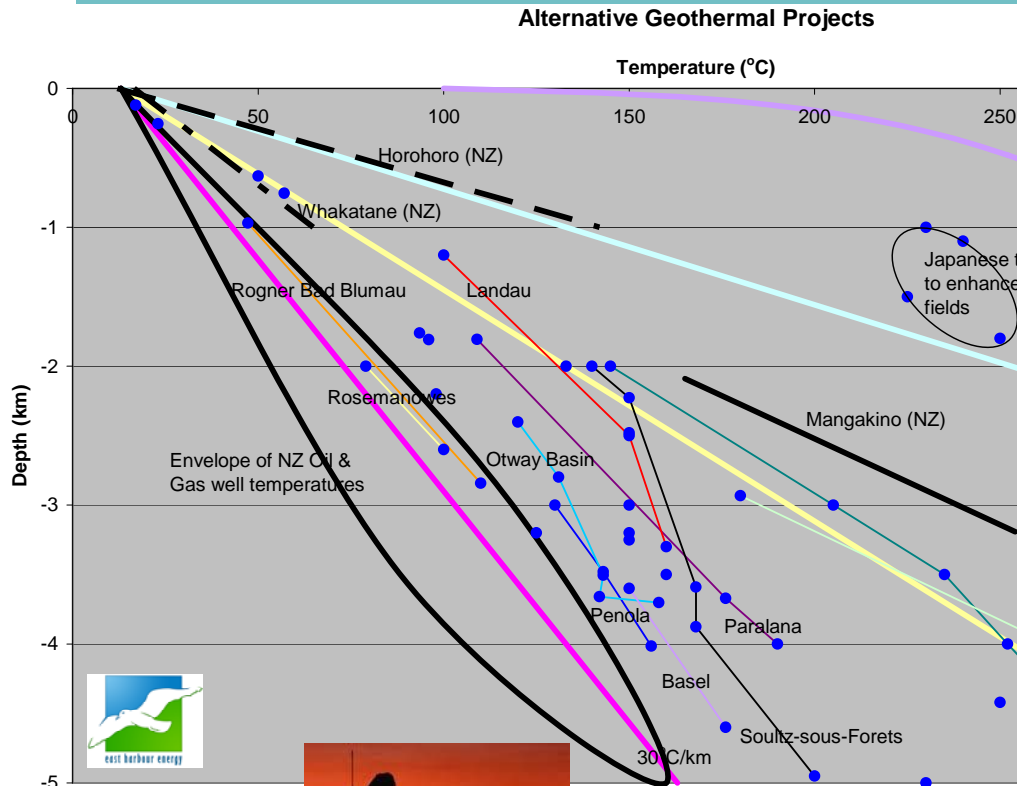 Alternative Geothermal Projects
Temperature (°C)
0
0
50
100
150
200
250
Horohoro (NZ)
Whakatane (NZ)
-1
Japanese t
to enhance
fields
Rogner Bad Blumau
Landau
-2
Rosemanowes
Mangakino (NZ)
Depth (km)
Envelope of NZ Oil &
Gas well temperatures
Otway Basin
-3
Penola
Paralana
-4
Basel
Soultz-sous-Forets
30°C/km
east harbour energy
-5